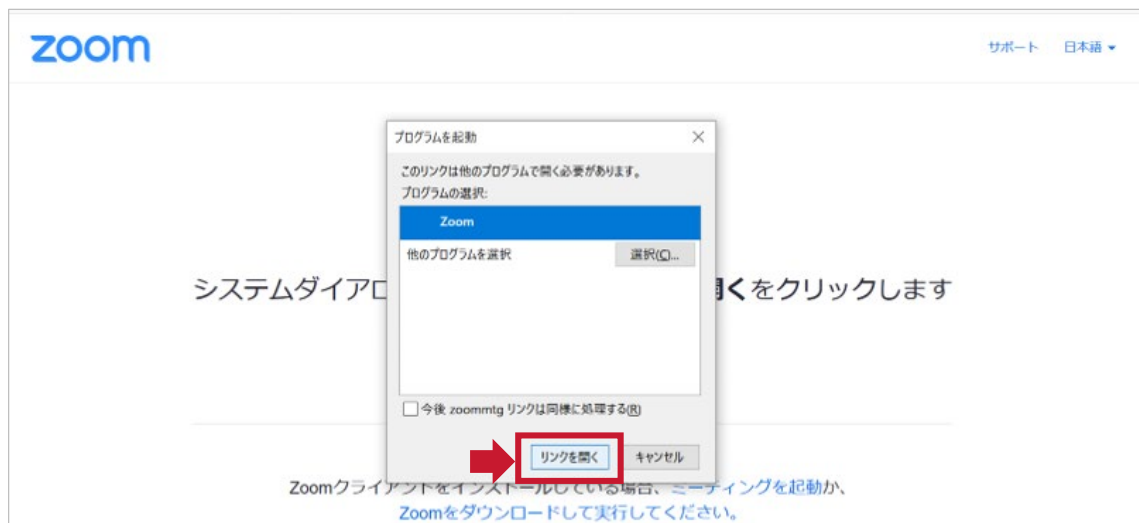 zoom
サポート 日本語
プログラムを起動
このリンクは他のプログラムで開く必要があります。
プログラムの選択:
Zoom
他のプログラムを選択 選択(C)...
システムダイアロ くをクリックします
今後 zoommtg リンクは同様に処理する(R)
リンクを開く キャンセル
Zoomクライアントをインストールしている場合、ミーティングを起動か、
Zoomをダウンロードして実行してください。